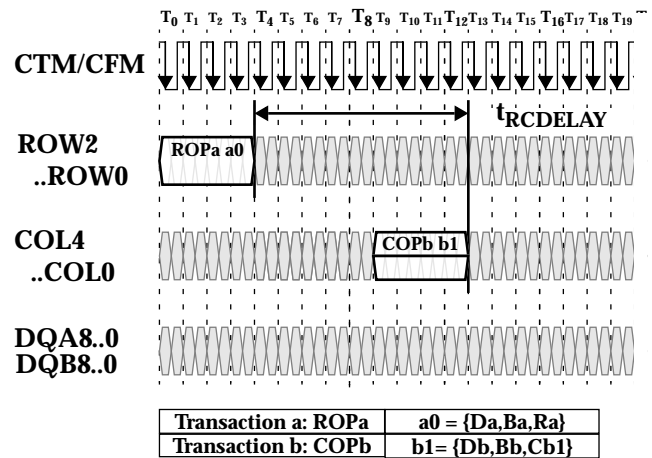 T0 T1 T2 T3 T4 T5 T6 T7 T8 T9 T10 T11 T12 T13 T14 T15 T16 T17 T18 T19
CTM/CFM
tRCDELAY
ROW2
..ROW0
ROPa a0
COL4
..COL0
COPb b1
DQA8..0
DQB8..0
Transaction a: ROPa a0 = {Da,Ba,Ra}
Transaction b: COPb b1= {Db,Bb,Cb1}